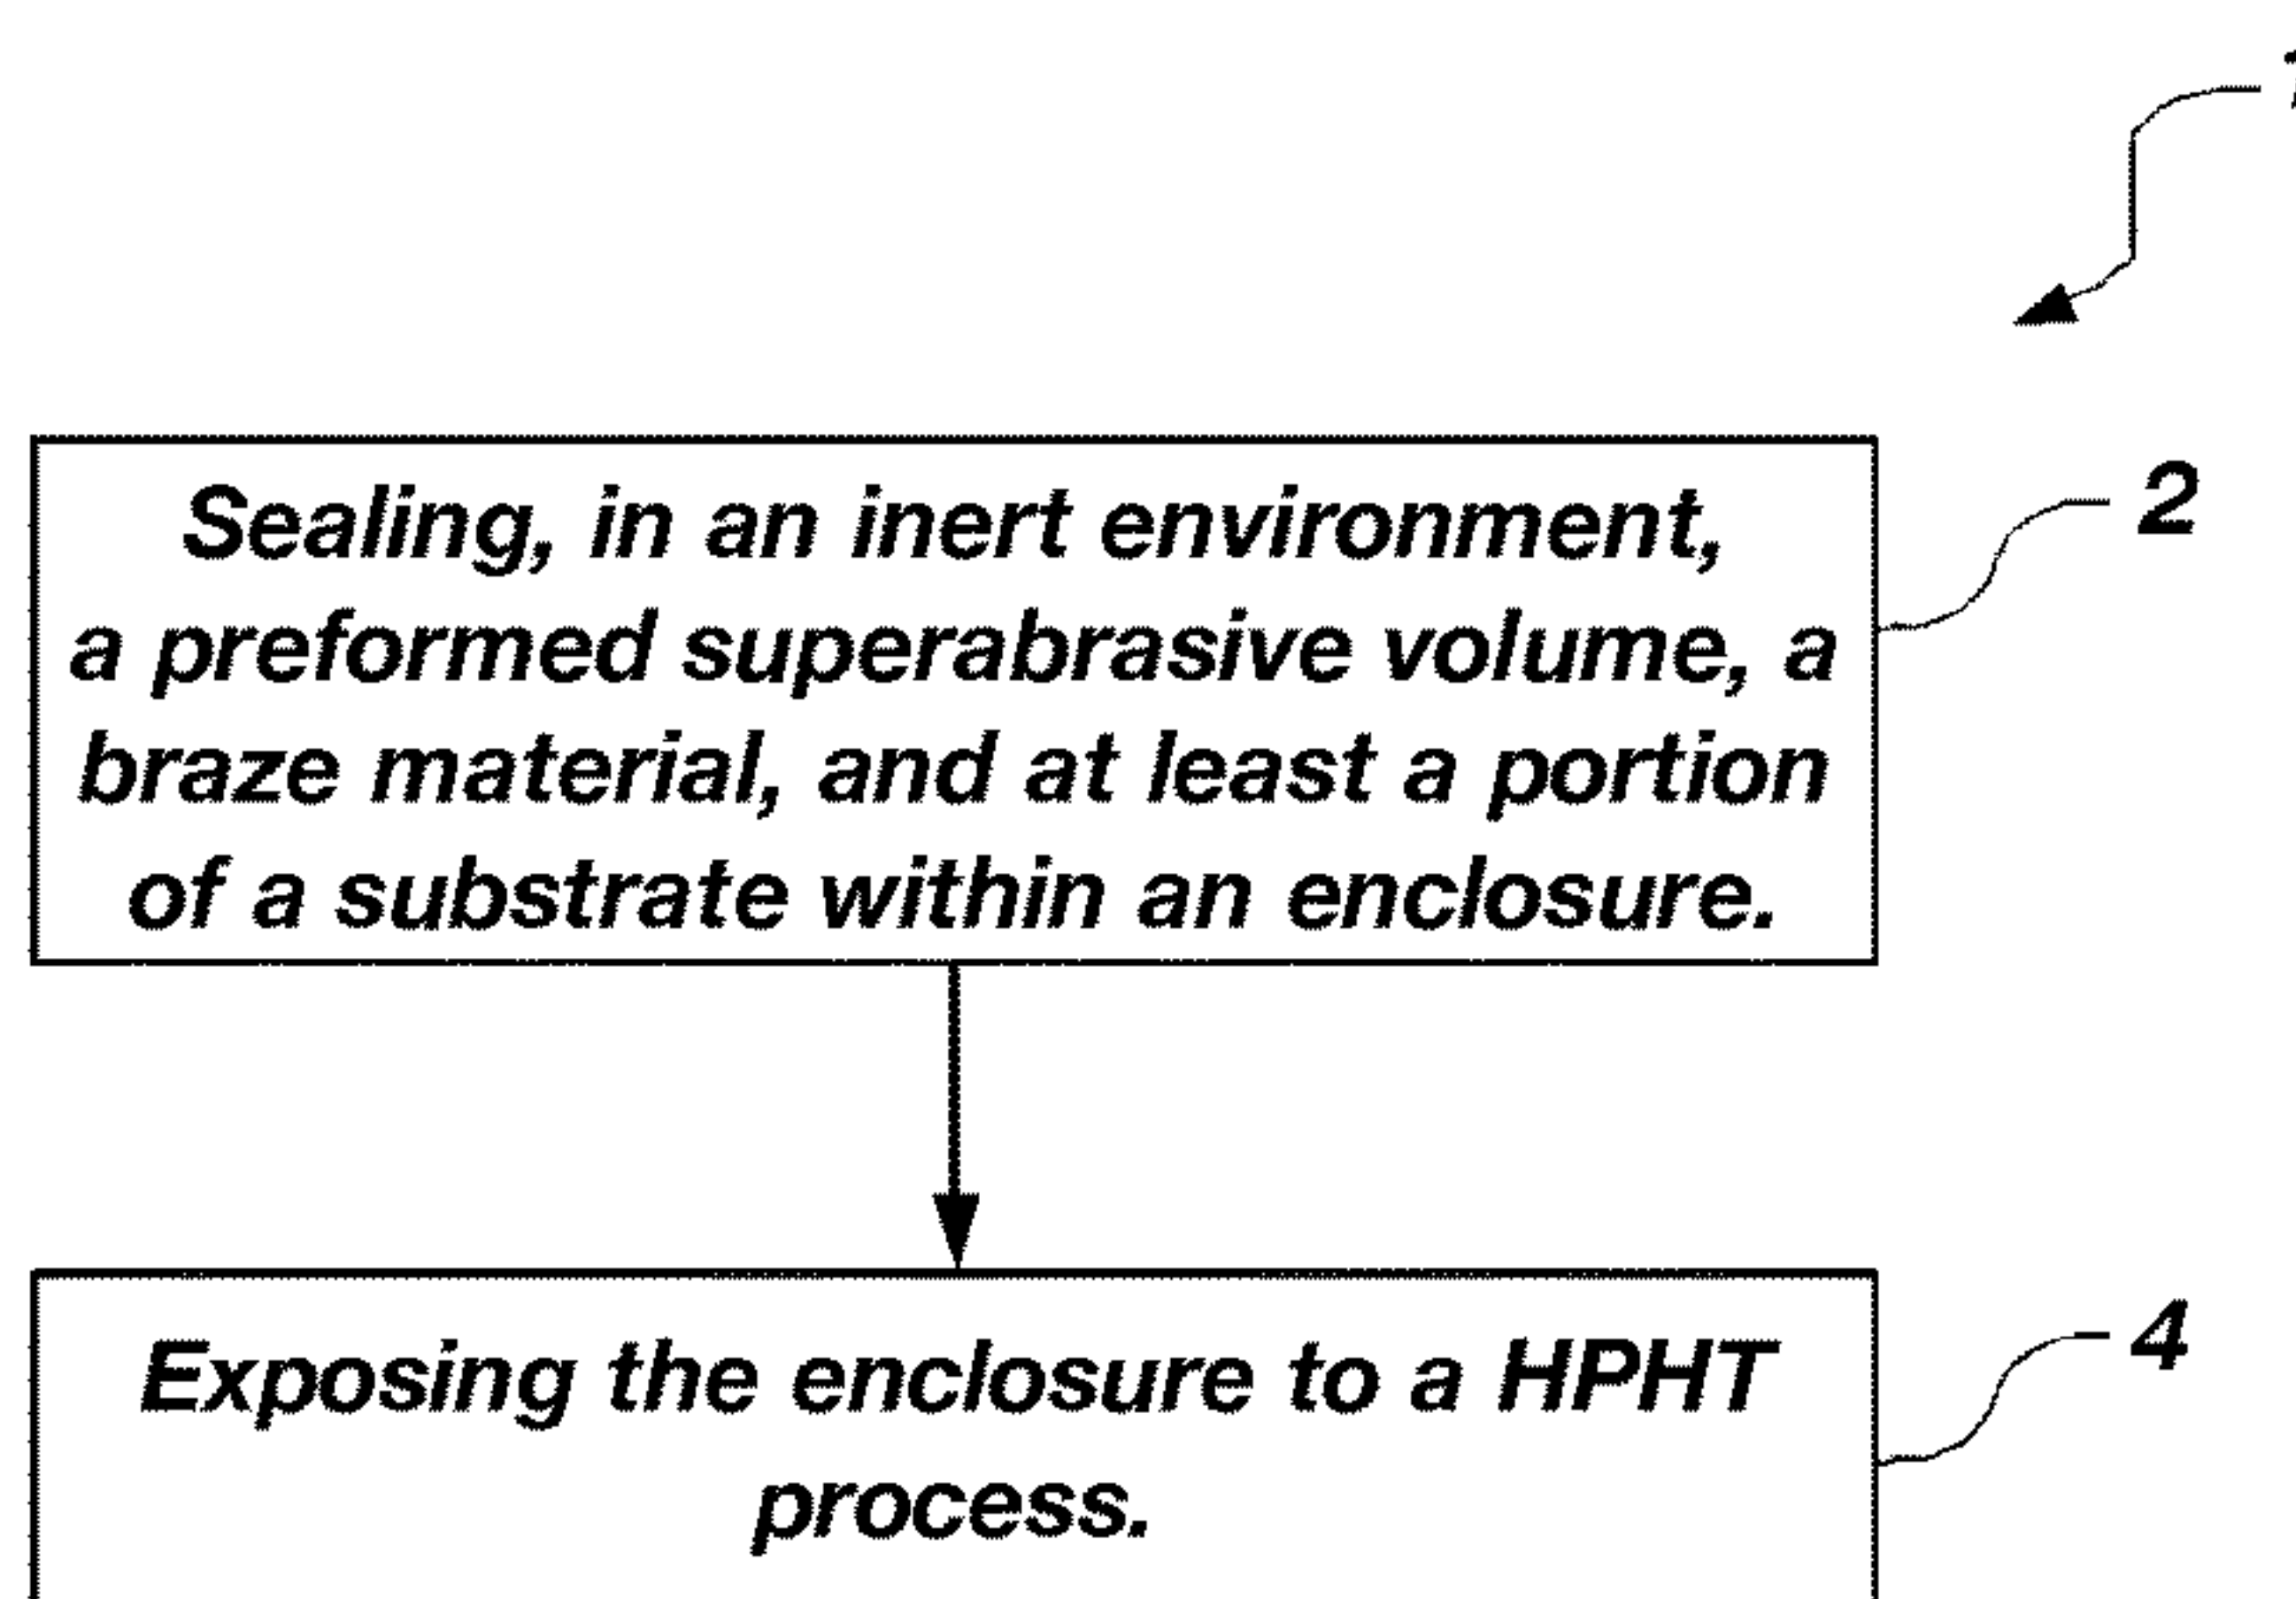 Sealing, in an inert environment,
2
a preformed superabrasive volume, a
braze material, and at least a portion
of a substrate within an enclosure.
Exposing the enclosure to a HPHT
4
process.